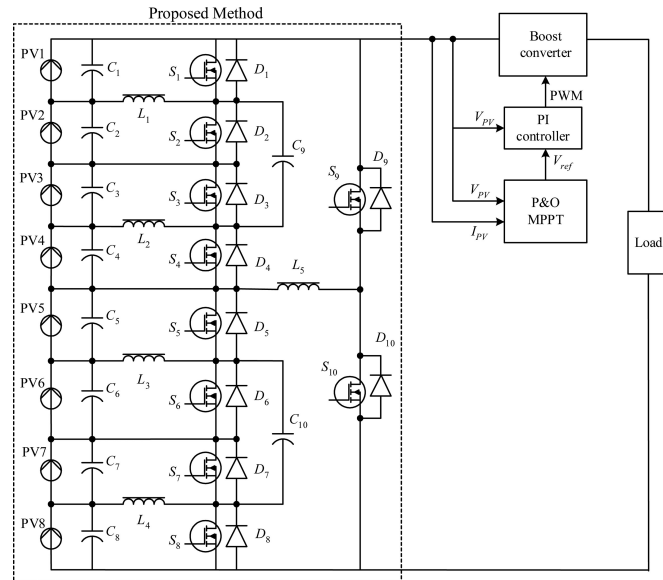 Proposed Method
PV1
C1
S1
D1
L1
PV2
C2
S2
D2
C9
PV3
C3
S3
D3
L2
PV4
C4
S4
D4
L5
PV5
C5
S5
D5
L3
PV6
C6
S6
D6
C10
PV7
C7
S7
D7
L4
PV8
C8
S8
D8
S9
D9
S10
D10
Boost
converter
PWM
VPV
PI
controller
Vref
VPV
P&O
MPPT
IPV
Load